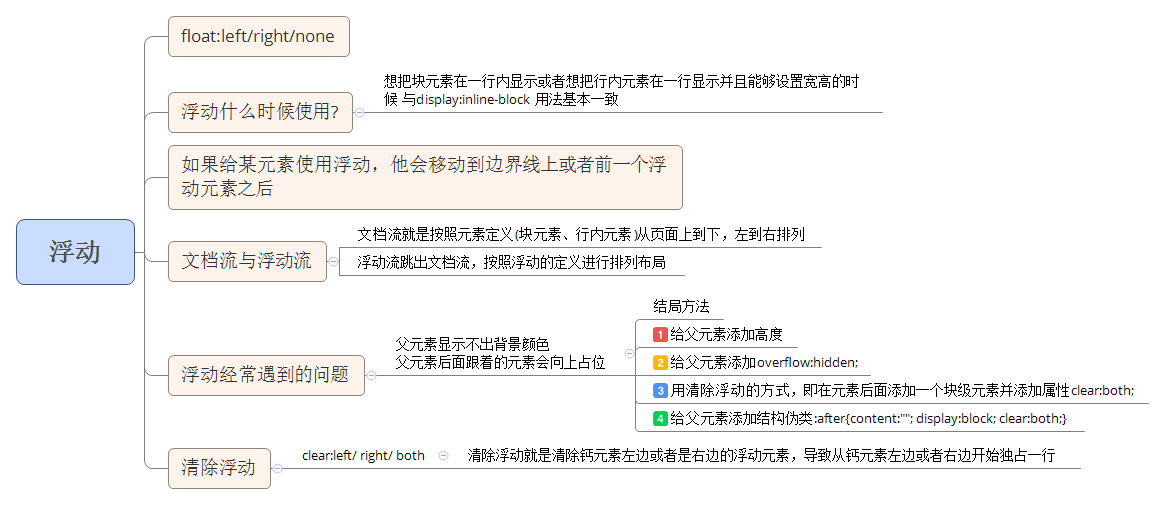 浮动
float:left/right/none
浮动什么时候使用?
想把块元素在一行内显示或者想把行内元素在一行显示并且能够设置宽高的时
候 与display:inline-block 用法基本一致
如果给某元素使用浮动，他会移动到边界线上或者前一个浮
动元素之后
文档流与浮动流
文档流就是按照元素定义(块元素、行内元素)从页面上到下，左到右排列
浮动流跳出文档流，按照浮动的定义进行排列布局
浮动经常遇到的问题
父元素显示不出背景颜色
父元素后面跟着的元素会向上占位
结局方法
1 给父元素添加高度
2 给父元素添加overflow:hidden;
3 用清除浮动的方式，即在元素后面添加一个块级元素并添加属性clear:both;
4 给父元素添加结构伪类:after{content:""; display:block; clear:both;}
清除浮动
clear:left/ right/ both
清除浮动就是清除钙元素左边或者是右边的浮动元素，导致从钙元素左边或者右边开始独占一行